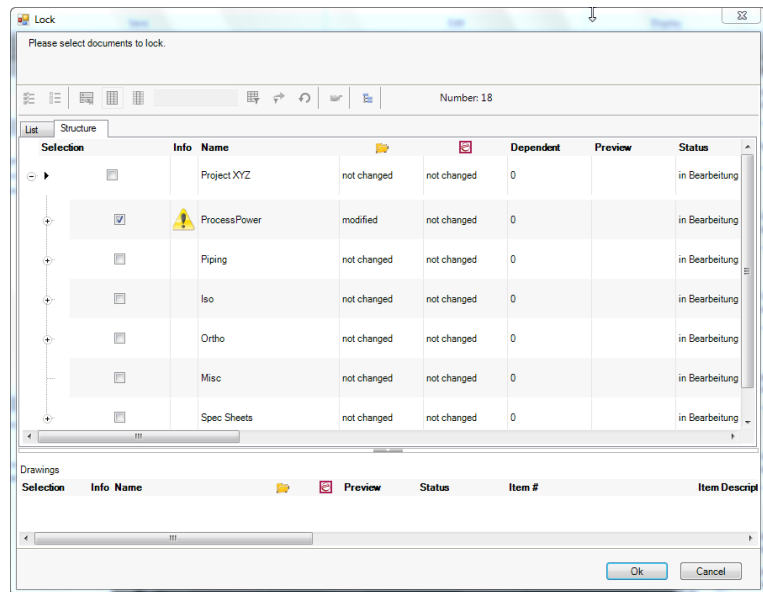 Lock
Please select documents to lock.
Number: 18
List Structure
Selection Info Name Dependent Preview Status
Project XYZ not changed not changed 0 in Bearbeitung
ProcessPower modified not changed 0 in Bearbeitung
Piping not changed not changed 0 in Bearbeitung
Iso not changed not changed 0 in Bearbeitung
Ortho not changed not changed 0 in Bearbeitung
Misc not changed not changed 0 in Bearbeitung
Spec Sheets not changed not changed 0 in Bearbeitung
Drawings
Selection Info Name Preview Status Item # Item Descript
Ok Cancel